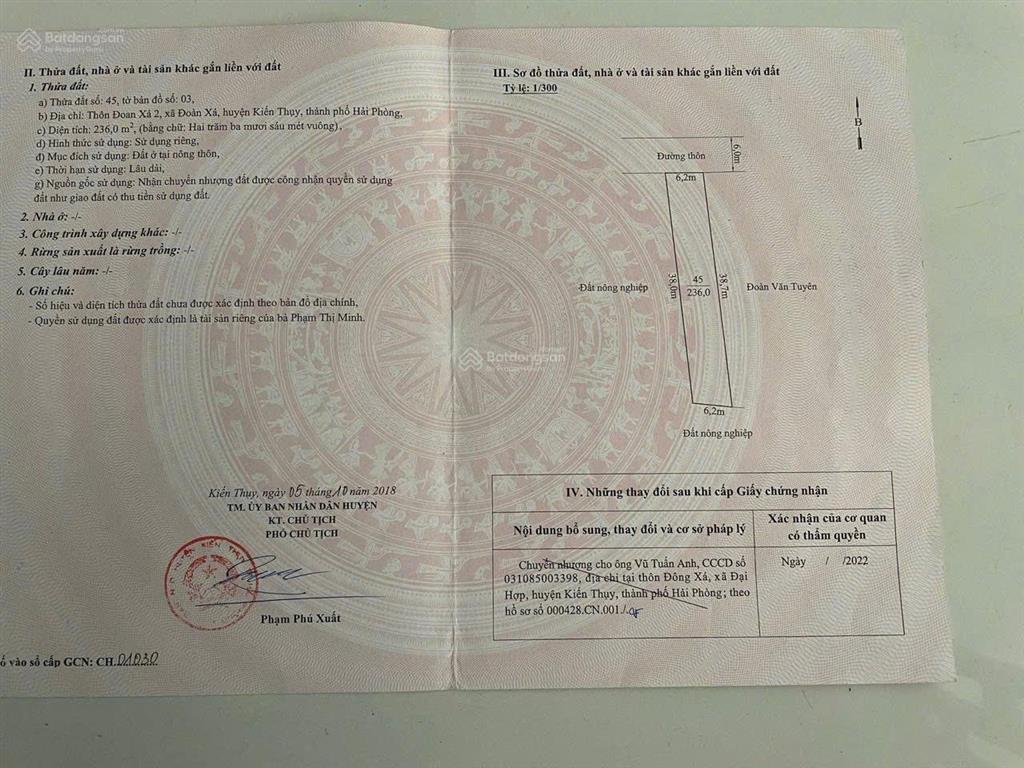 Batdongsan
by PropertyGuru
II. Thửa đất, nhà ở và tài sản khác gắn liền với đất
1. Thửa đất:
a) Thửa đất số: 45, tờ bản đồ số: 03,
b) Địa chỉ: Thôn Đoan Xá 2, xã Đoàn Xá, huyện Kiến Thụy, thành phố Hải Phòng,
c) Diện tích: 236,0 m², (bằng chữ: Hai trăm ba mươi sáu mét vuông),
d) Hình thức sử dụng: Sử dụng riêng,
đ) Mục đích sử dụng: Đất ở tại nông thôn,
e) Thời hạn sử dụng: Lâu dài,
g) Nguồn gốc sử dụng: Nhận chuyển nhượng đất được công nhận quyền sử dụng
đất như giao đất có thu tiền sử dụng đất.
2. Nhà ở: -/-
3. Công trình xây dựng khác: -/-
4. Rừng sản xuất là rừng trồng: -/-
5. Cây lâu năm: -/-
6. Ghi chú:
- Số hiệu và diện tích thửa đất chưa được xác định theo bản đồ địa chính,
- Quyền sử dụng đất được xác định là tài sản riêng của bà Phạm Thị Minh.
Kiến Thụy, ngày 05 tháng 10 năm 2018
TM. ỦY BAN NHÂN DÂN HUYỆN
KT. CHỦ TỊCH
PHÓ CHỦ TỊCH
Phạm Phú Xuất
ố vào sổ cấp GCN: CH.01030
III. Sơ đồ thửa đất, nhà ở và tài sản khác gắn liền với đất
Tỷ lệ: 1/300
B
Đường thôn
6,0m
6,2m
38,0m
45
236,0
38,7m
Đất nông nghiệp
Đoàn Văn Tuyên
6,2m
Đất nông nghiệp
Batdongsan
by PropertyGuru
IV. Những thay đổi sau khi cấp Giấy chứng nhận
Nội dung bổ sung, thay đổi và cơ sở pháp lý
Xác nhận của cơ quan
có thẩm quyền
Chuyển nhượng cho ông Vũ Tuấn Anh, CCCD số
031085003398, địa chỉ tại thôn Đông Xá, xã Đại
Hợp, huyện Kiến Thụy, thành phố Hải Phòng; theo
hồ sơ số 000428.CN.001./.
Ngày / /2022